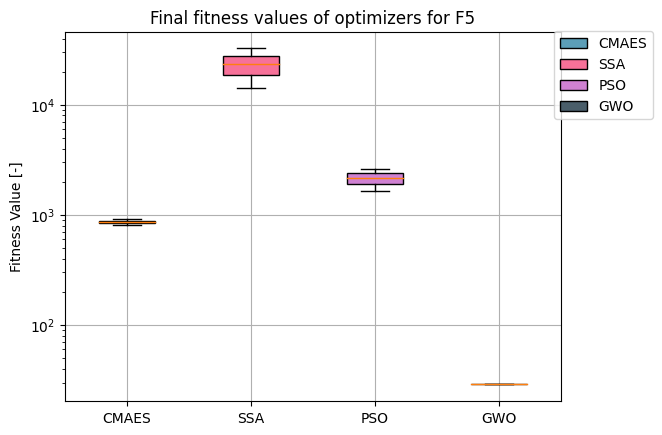 Final fitness values of optimizers for F5
CMAES
SSA
PSO
GWO
Fitness Value [-]
10^4
10^3
10^2
CMAES SSA PSO GWO